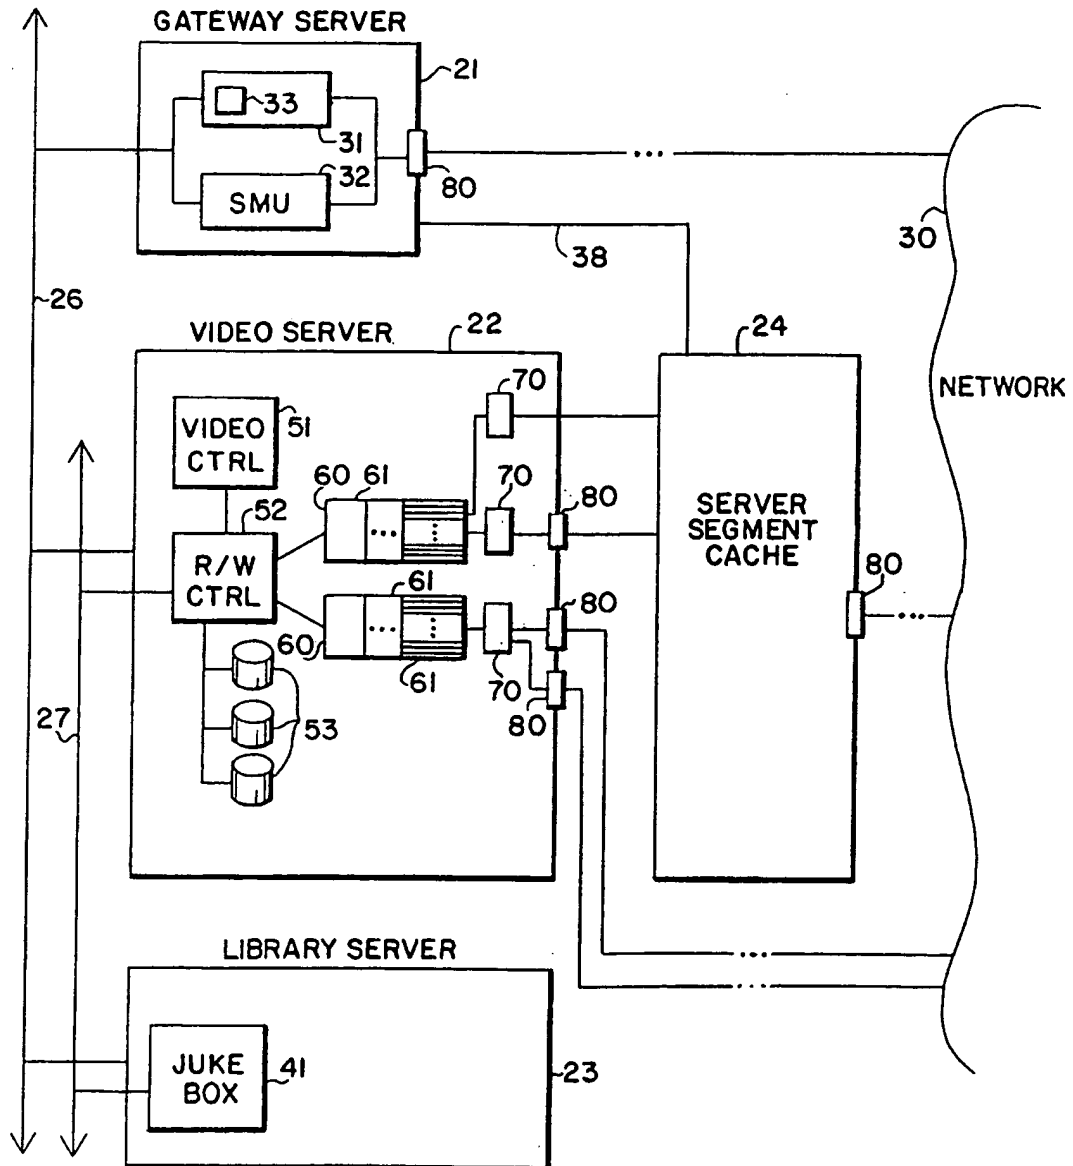 GATEWAY SERVER
21
33
31
32
SMU
80
...
30
38
26
VIDEO SERVER
22
24
NETWORK
70
VIDEO
CTRL
51
60
61
70
80
52
R/W
CTRL
...
...
SERVER
SEGMENT
CACHE
80
...
61
80
...
...
60
61
70
80
27
53
LIBRARY SERVER
...
...
JUKE
BOX
41
23